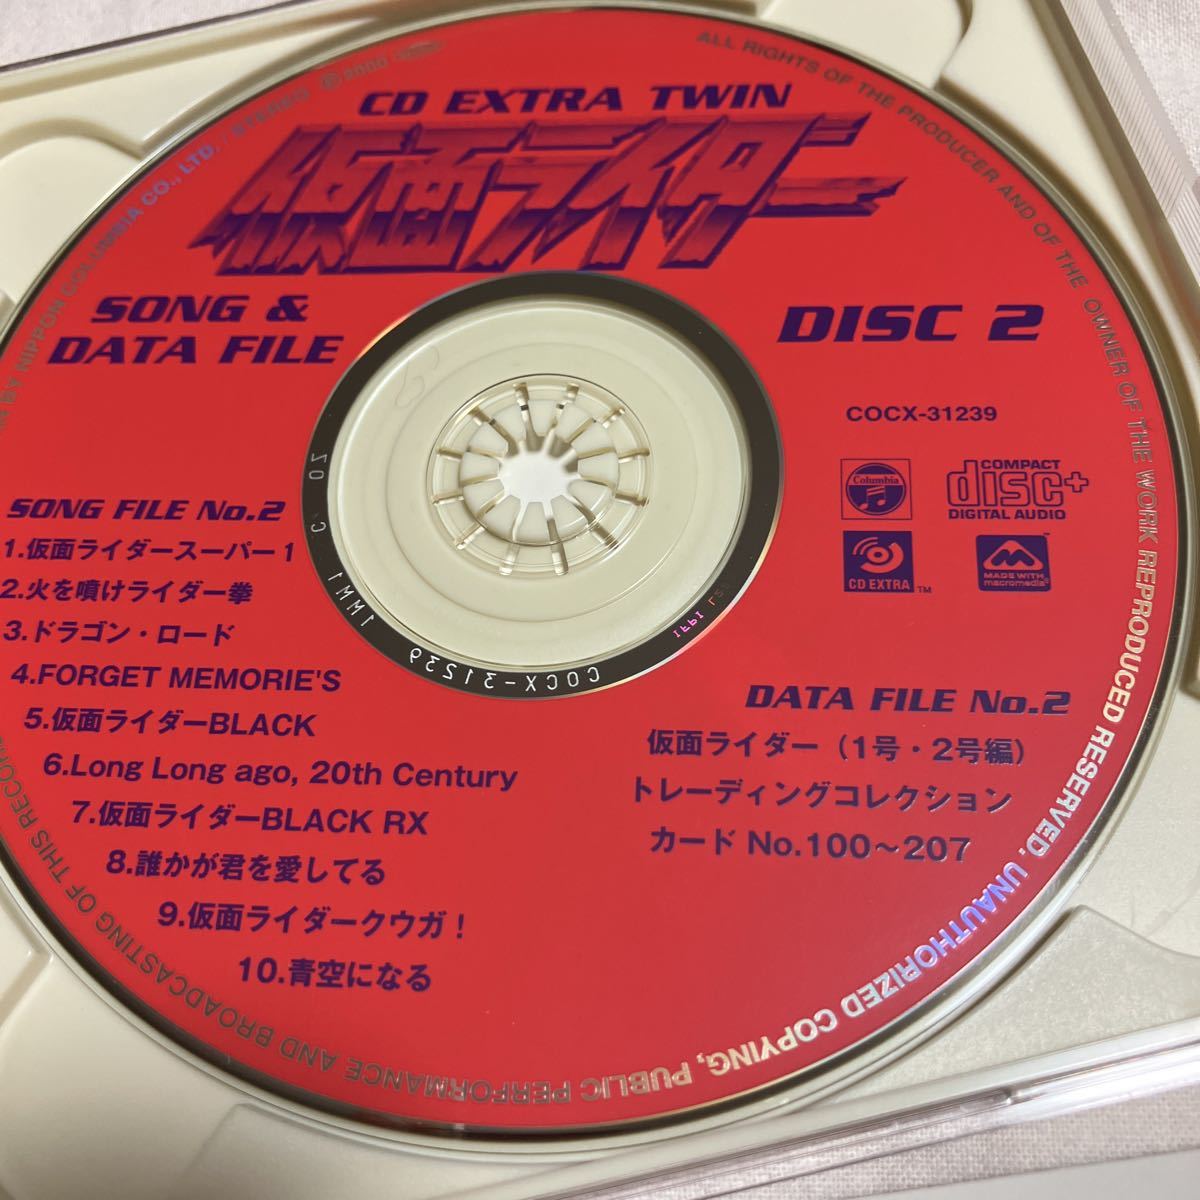 CD EXTRA TWIN
仮面ライダー
SONG &
DATA FILE
DISC 2
COCX-31239
Columbia
COMPACT
disc+
DIGITAL AUDIO
CD EXTRA TM
MADE WITH
macromedia
SONG FILE No.2
1.仮面ライダースーパー1
2.火を噴けライダー拳
3.ドラゴン・ロード
4.FORGET MEMORIE'S
5.仮面ライダーBLACK
6.Long Long ago, 20th Century
7.仮面ライダーBLACK RX
8.誰かが君を愛してる
9.仮面ライダークウガ!
10.青空になる
DATA FILE No.2
仮面ライダー(1号・2号編)
トレーディングコレクション
カード No.100〜207
BY NIPPON COLUMBIA CO., LTD. / STEREO ℗2000
ALL RIGHTS OF THE PRODUCER AND OF THE OWNER OF THE WORK REPRODUCED RESERVED. UNAUTHORIZED COPYING, PUBLIC PERFORMANCE AND BROADCASTING OF THIS RECORD
COCX-31239 1MM1
IFPI